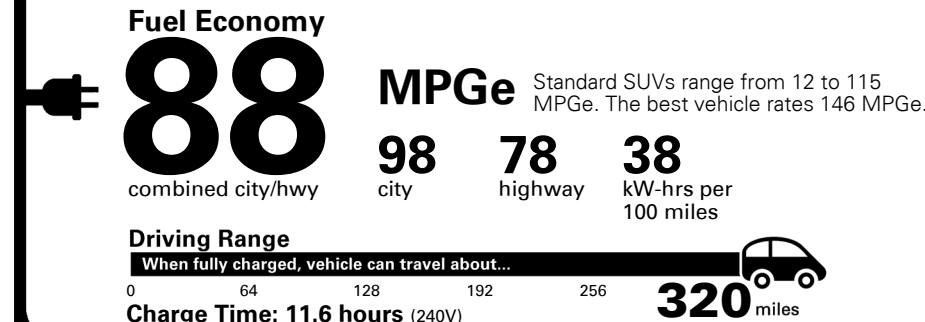 Fuel Economy
88
MPGe
Standard SUVs range from 12 to 115
MPGe. The best vehicle rates 146 MPGe.
98 78 38
combined city/hwy city highway kW-hrs per
100 miles
Driving Range
When fully charged, vehicle can travel about...
0 64 128 192 256 320 miles
Charge Time: 11.6 hours (240V)